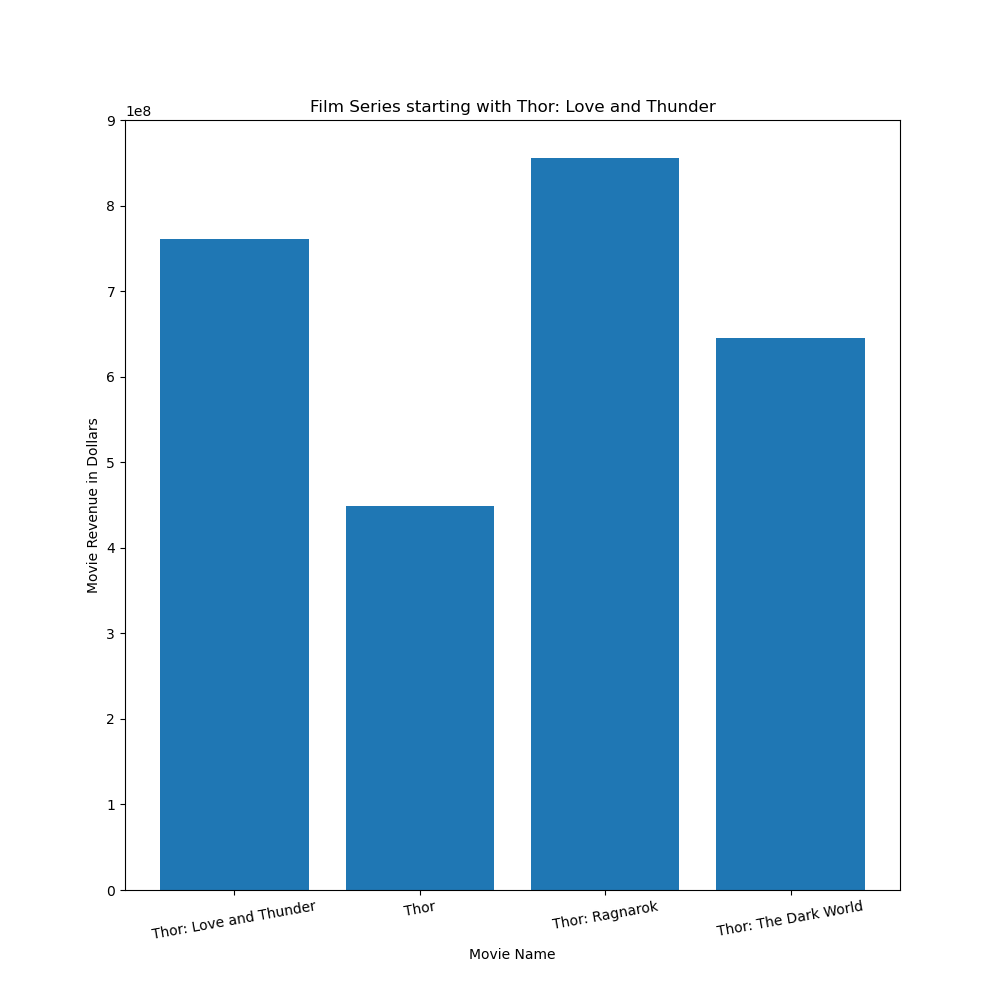 Film Series starting with Thor: Love and Thunder
1e8
9
8
7
6
5
4
3
2
1
0
Movie Revenue in Dollars
Thor: Love and Thunder
Thor
Thor: Ragnarok
Thor: The Dark World
Movie Name